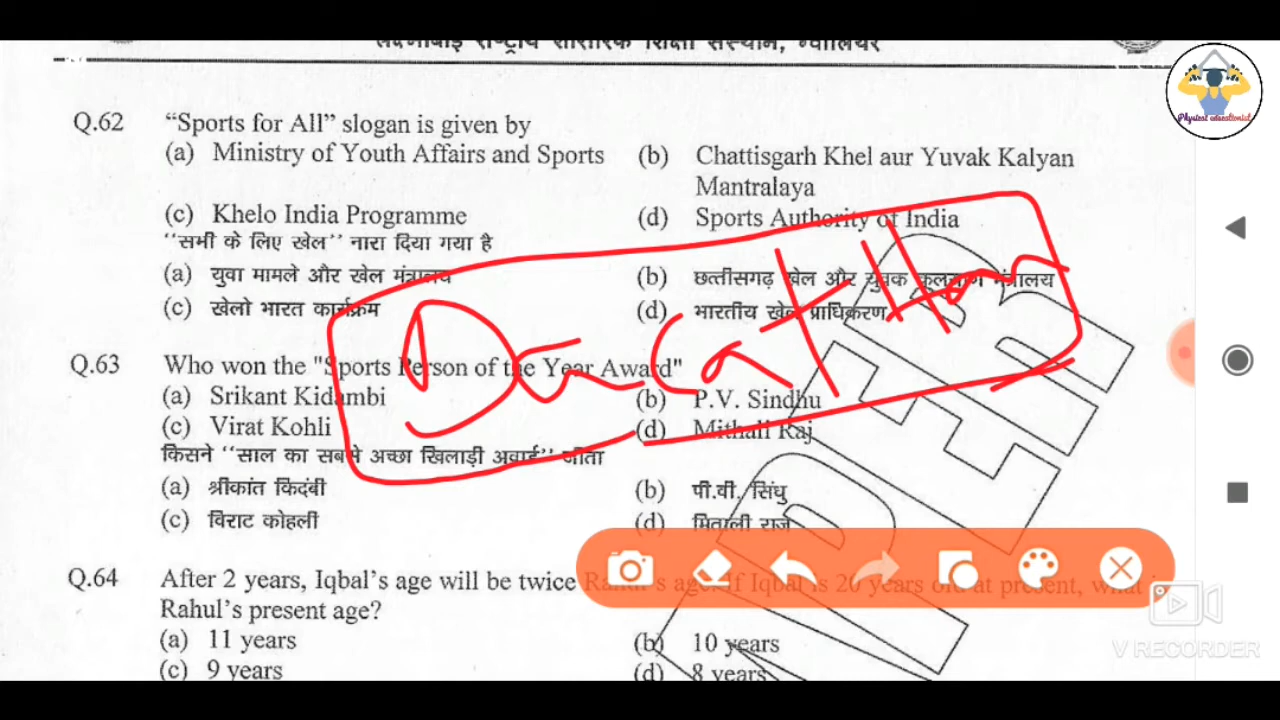 लक्ष्मीबाई राष्ट्रीय शारीरिक शिक्षा संस्थान, ग्वालियर
Physical educationist
Q.62 “Sports for All” slogan is given by
(a) Ministry of Youth Affairs and Sports (b) Chattisgarh Khel aur Yuvak Kalyan
Mantralaya
(c) Khelo India Programme (d) Sports Authority of India
“सभी के लिए खेल” नारा दिया गया है
(a) युवा मामले और खेल मंत्रालय (b) छत्तीसगढ़ खेल और युवक कल्याण मंत्रालय
(c) खेलो भारत कार्यक्रम (d) भारतीय खेल प्राधिकरण
Q.63 Who won the "Sports Person of the Year Award"
(a) Srikant Kidambi (b) P.V. Sindhu
(c) Virat Kohli (d) Mithali Raj
किसने “साल का सबसे अच्छा खिलाड़ी अवार्ड” जीता
(a) श्रीकांत किदंबी (b) पी.वी. सिंधु
(c) विराट कोहली (d) मिताली राज
Q.64 After 2 years, Iqbal's age will be twice Rahul's age. If Iqbal is 20 years old at present, what
Rahul's present age?
(a) 11 years (b) 10 years
(c) 9 years (d) 8 years
V RECORDER